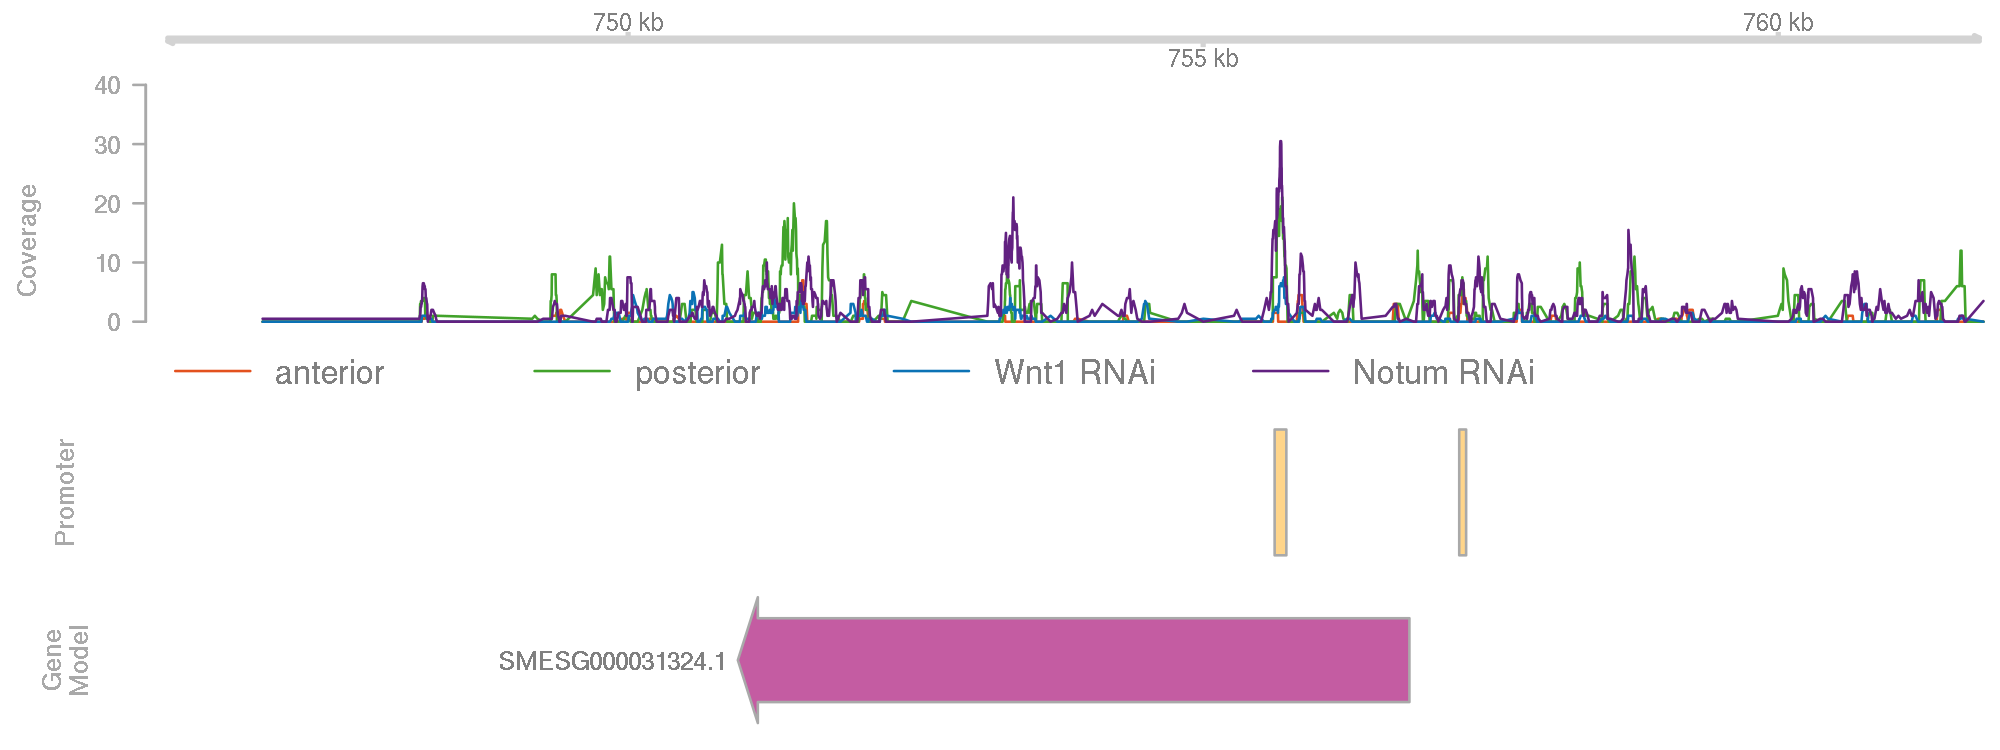 750 kb
760 kb
755 kb
40
30
20
10
0
Coverage
anterior
posterior
Wnt1 RNAi
Notum RNAi
Promoter
Gene
Model
SMESG000031324.1